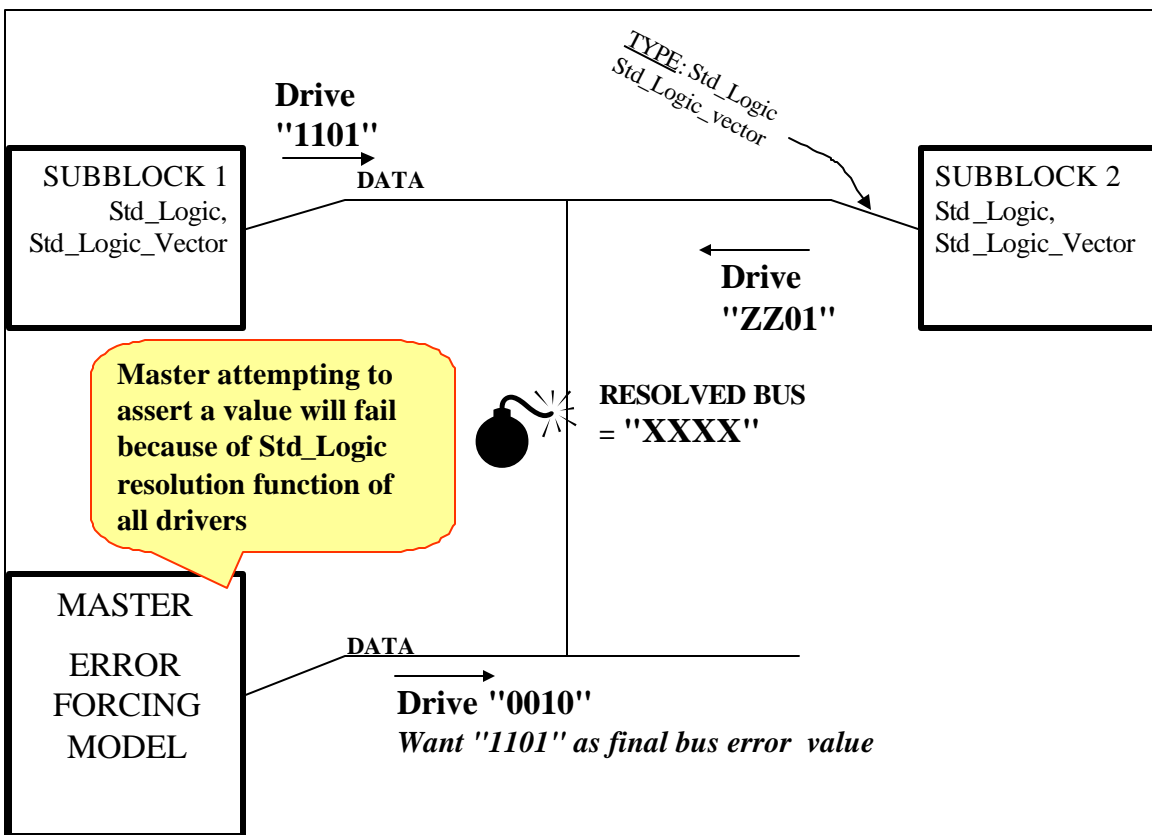 TYPE: Std_Logic
Std_Logic_vector
Drive
"1101"
DATA
SUBBLOCK 1
Std_Logic,
Std_Logic_Vector
SUBBLOCK 2
Std_Logic,
Std_Logic_Vector
Drive
"ZZ01"
Master attempting to
assert a value will fail
because of Std_Logic
resolution function of
all drivers
RESOLVED BUS
= "XXXX"
MASTER
ERROR
FORCING
MODEL
DATA
Drive "0010"
Want "1101" as final bus error value